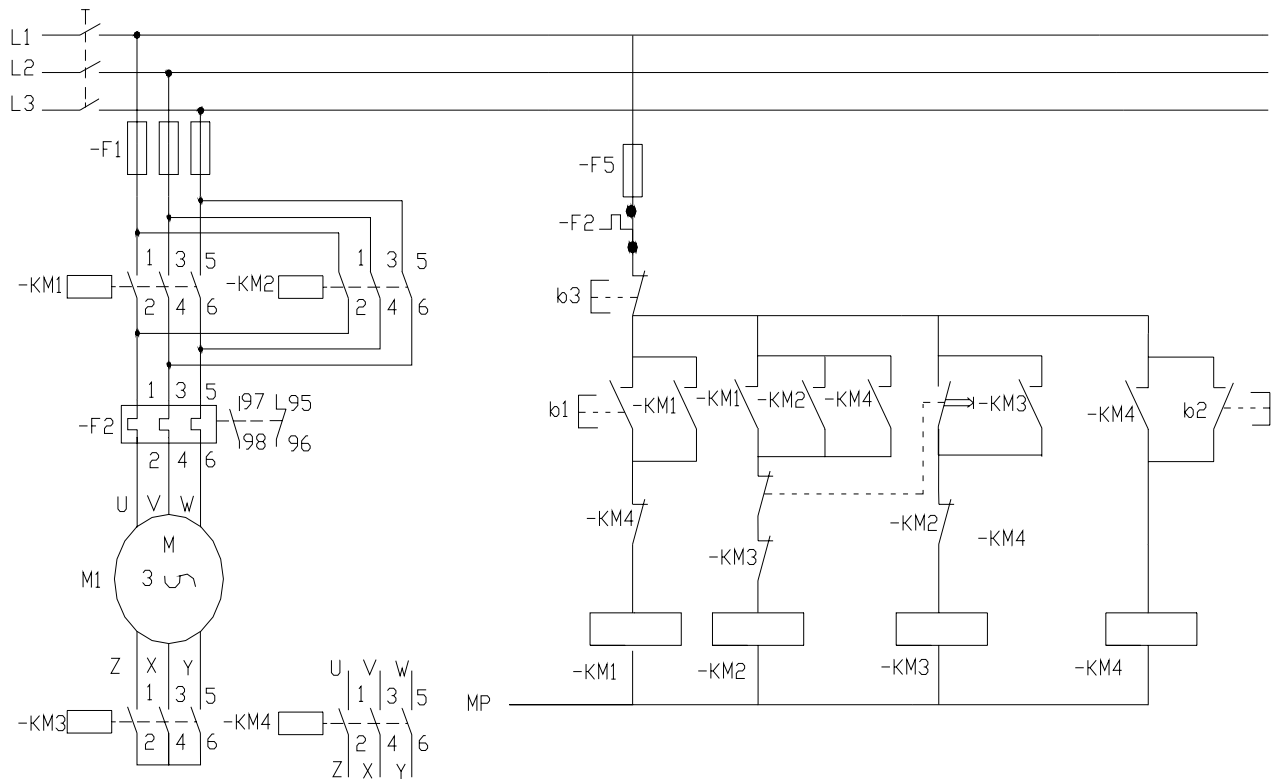 T
L1
L2
L3
-F1
-F5
-F2
1 3 5
1 3 5
-KM1
-KM2
2 4 6
2 4 6
b3
1 3 5
97 95
-F2
98 96
2 4 6
b1
-KM1
-KM1
-KM2
-KM4
-KM3
-KM4
b2
U V W
-KM4
-KM2
-KM4
-KM3
M
M1
3
Z X Y
U V W
-KM1
-KM2
-KM3
-KM4
1 3 5
1 3 5
MP
-KM3
-KM4
2 4 6
2 4 6
Z X Y